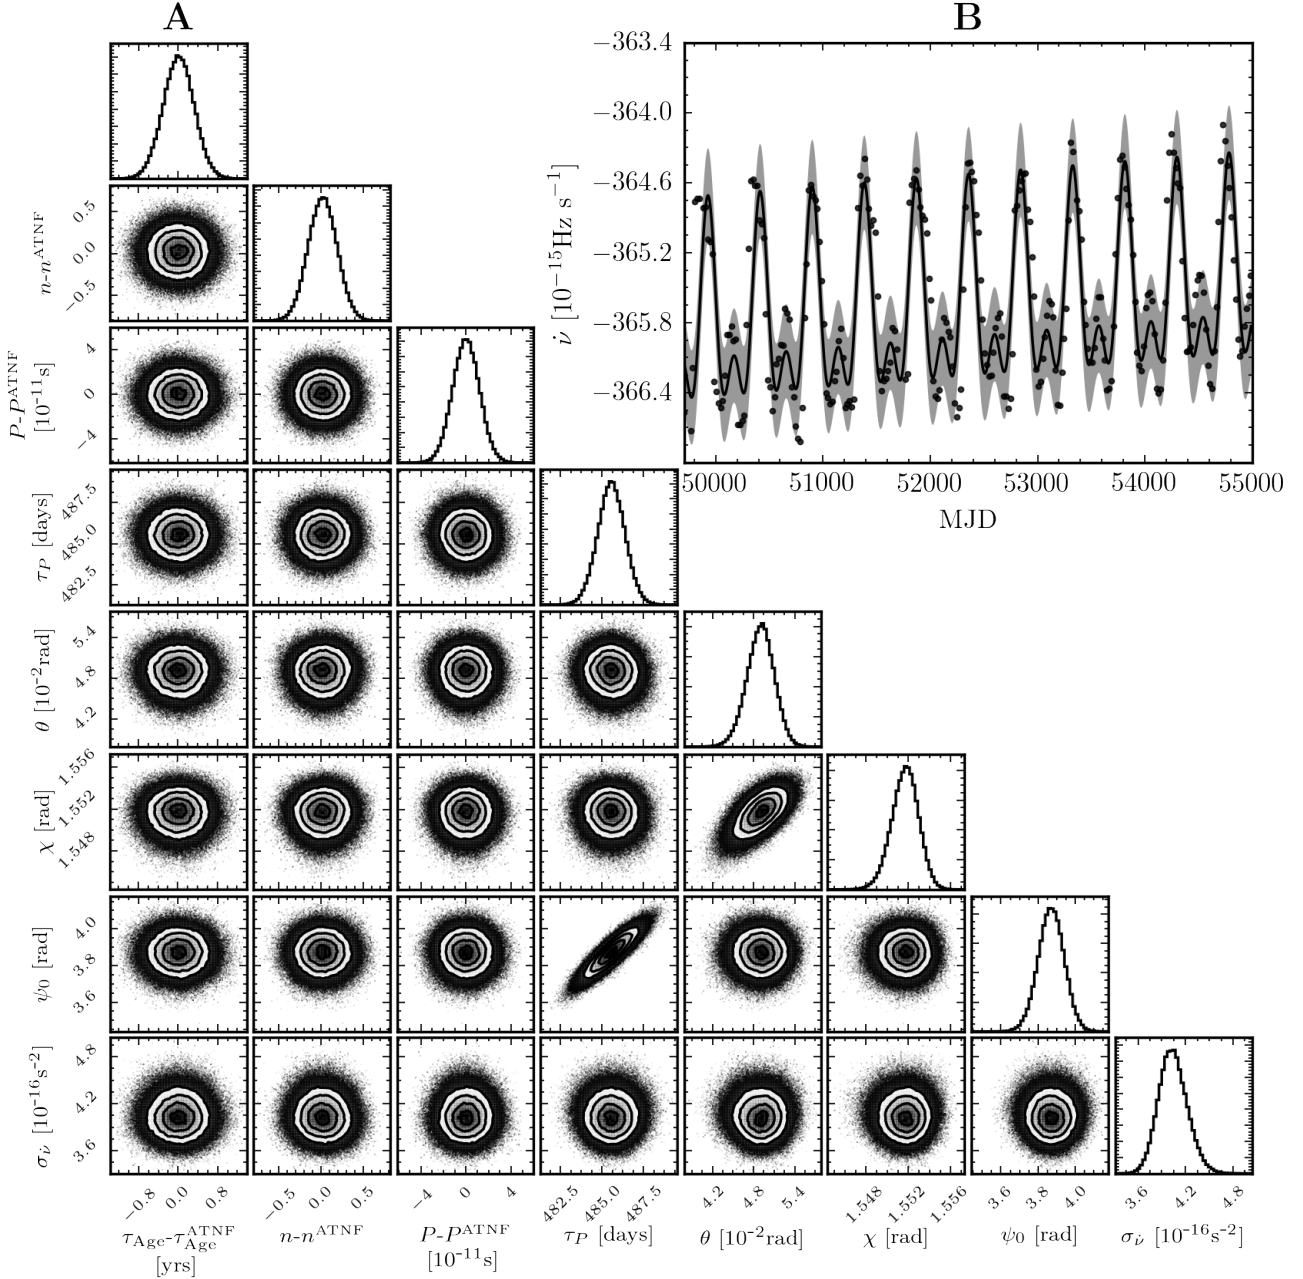 A
B
−363.4
−364.0
−364.6
−365.2
−365.8
−366.4
ν̇ [10⁻¹⁵Hz s⁻¹]
50000 51000 52000 53000 54000 55000
MJD
n-n^ATNF
0.5
0.0
−0.5
P-P^ATNF
[10⁻¹¹s]
4
0
−4
τ_P [days]
487.5
485.0
482.5
θ [10⁻²rad]
5.4
4.8
4.2
χ [rad]
1.556
1.552
1.548
ψ₀ [rad]
4.0
3.8
3.6
σ_ν̇ [10⁻¹⁶s⁻²]
4.8
4.2
3.6
−0.8 0.0 0.8 −0.5 0.0 0.5 −4 0 4 482.5 485.0 487.5 4.2 4.8 5.4 1.548 1.552 1.556 3.6 3.8 4.0 3.6 4.2 4.8
τ_Age-τ_Age^ATNF n-n^ATNF P-P^ATNF τ_P [days] θ [10⁻²rad] χ [rad] ψ₀ [rad] σ_ν̇ [10⁻¹⁶s⁻²]
[yrs] [10⁻¹¹s]